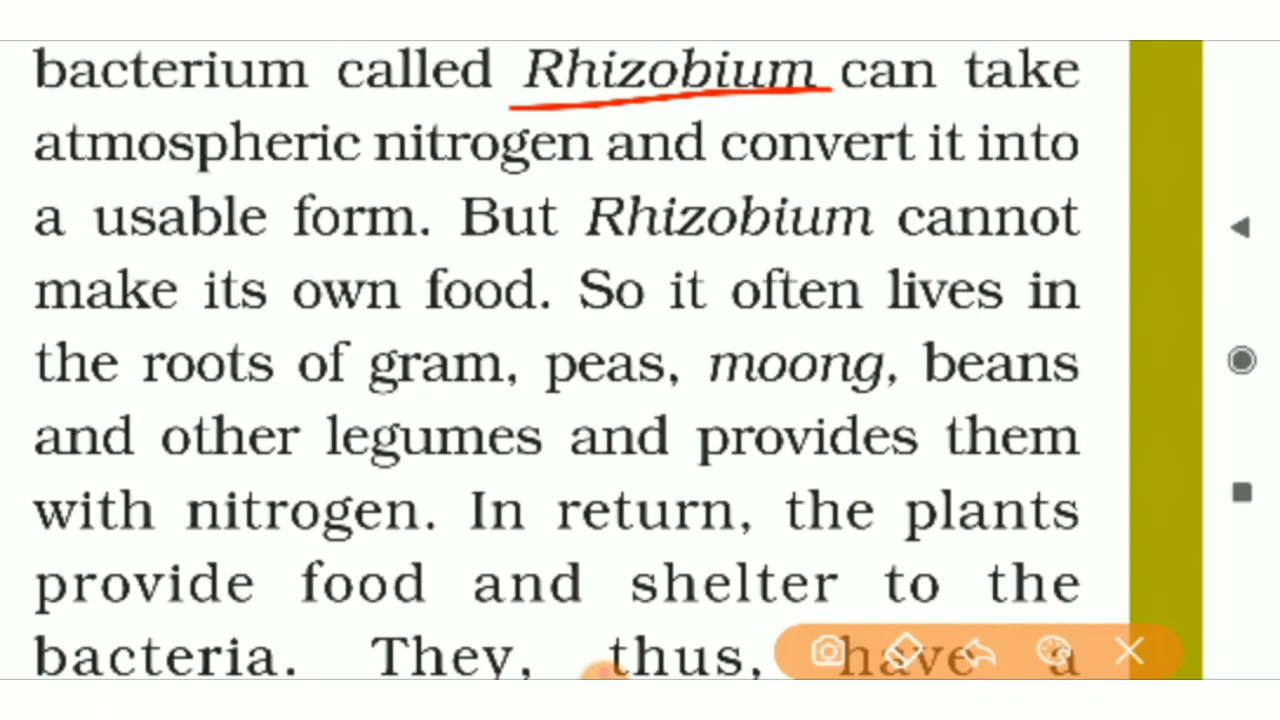 bacterium called Rhizobium can take
atmospheric nitrogen and convert it into
a usable form. But Rhizobium cannot
make its own food. So it often lives in
the roots of gram, peas, moong, beans
and other legumes and provides them
with nitrogen. In return, the plants
provide food and shelter to the
bacteria. They, thus, have a